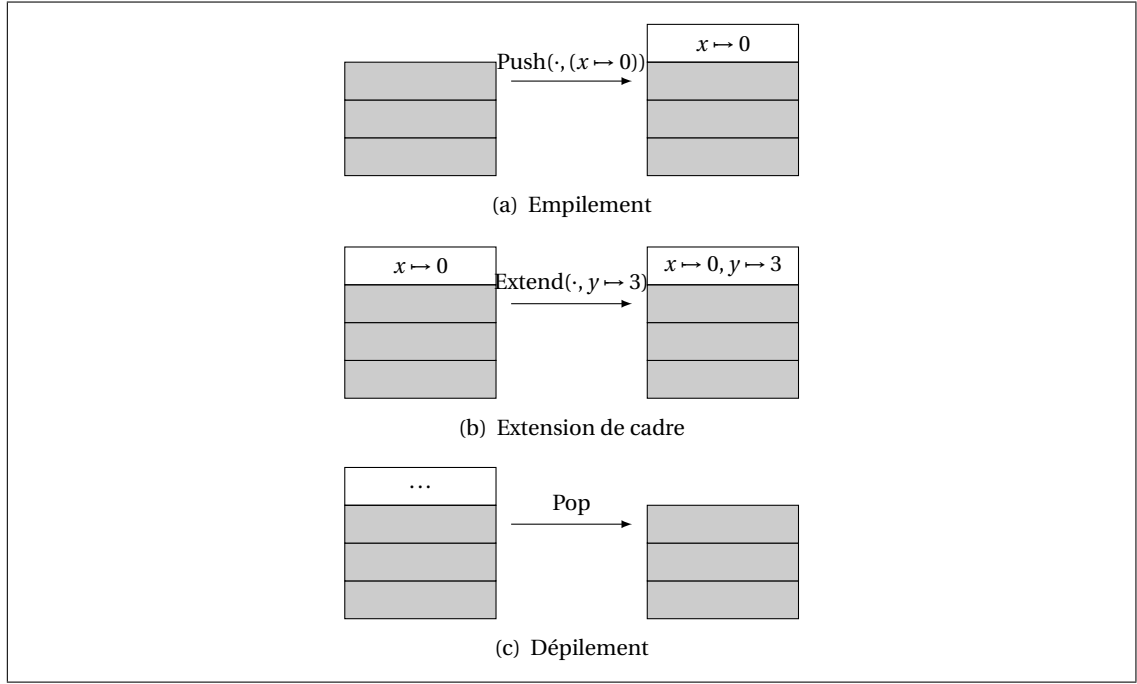 x ↦ 0
Push(·, (x ↦ 0))
(a) Empilement
x ↦ 0
Extend(·, y ↦ 3)
x ↦ 0, y ↦ 3
(b) Extension de cadre
...
Pop
(c) Dépilement